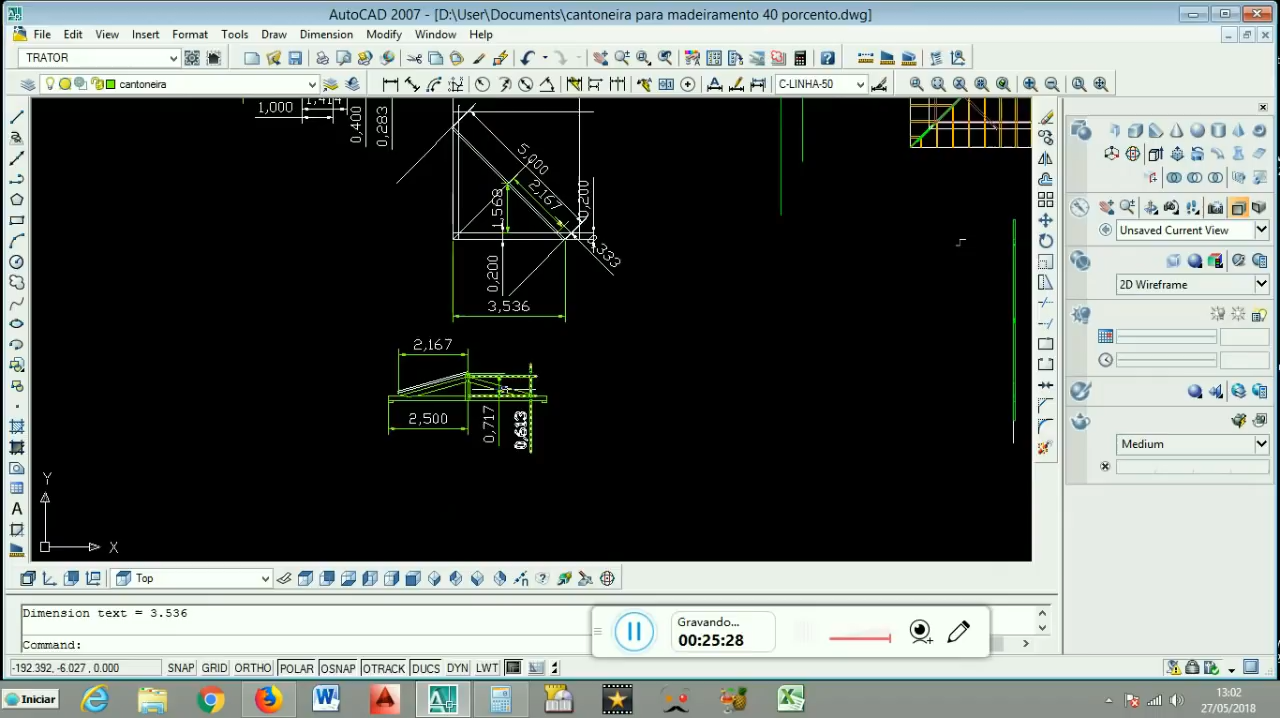 AutoCAD 2007 - [D:\User\Documents\cantoneira para madeiramento 40 porcento.dwg]
File Edit View Insert Format Tools Draw Dimension Modify Window Help
TRATOR
cantoneira
C-LINHA-50
1,000
1,414
0,400
0,283
5,000
2,167
1,568
0,200
0,200
3,536
2,167
2,500
0,717
0,613
Y
X
Unsaved Current View
2D Wireframe
Medium
Top
Dimension text = 3.536
Command:
Gravando...
00:25:28
-192.392, -6.027, 0.000
SNAP GRID ORTHO POLAR OSNAP OTRACK DUCS DYN LWT
Iniciar
13:02
27/05/2018